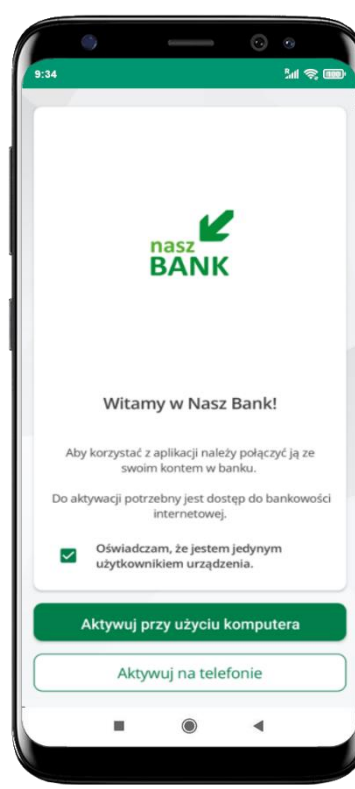 9:34
nasz
BANK
Witamy w Nasz Bank!
Aby korzystać z aplikacji należy połączyć ją ze
swoim kontem w banku.
Do aktywacji potrzebny jest dostęp do bankowości
internetowej.
Oświadczam, że jestem jedynym
użytkownikiem urządzenia.
Aktywuj przy użyciu komputera
Aktywuj na telefonie